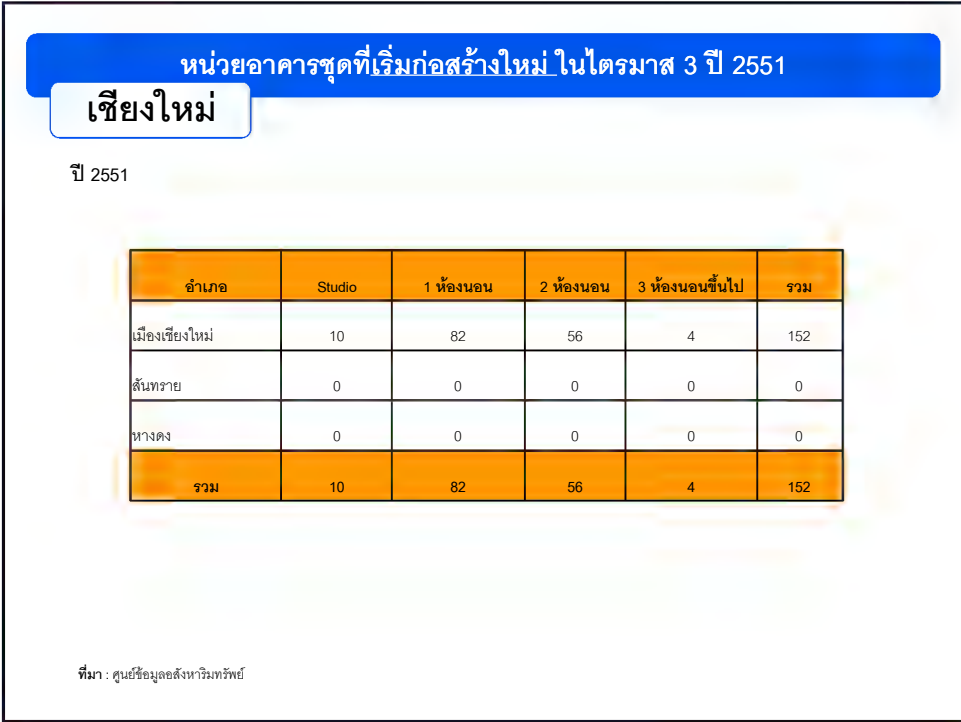 หน่วยอาคารชุดที่เริ่มก่อสร้างใหม่ ในไตรมาส 3 ปี 2551
เชียงใหม่
ปี 2551
อำเภอ Studio 1 ห้องนอน 2 ห้องนอน 3 ห้องนอนขึ้นไป รวม
เมืองเชียงใหม่ 10 82 56 4 152
สันทราย 0 0 0 0 0
หางดง 0 0 0 0 0
รวม 10 82 56 4 152
ที่มา : ศูนย์ข้อมูลอสังหาริมทรัพย์